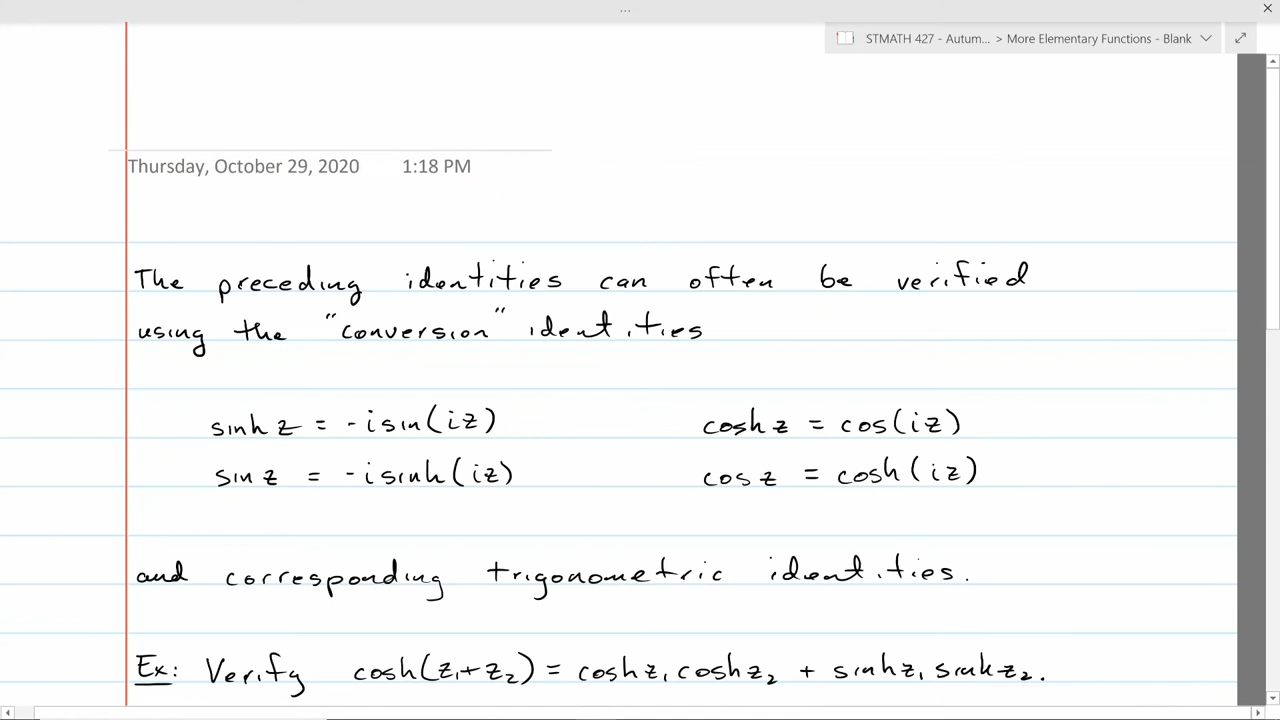 ...
STMATH 427 - Autum... > More Elementary Functions - Blank
Thursday, October 29, 2020 1:18 PM
The preceding identities can often be verified
using the "conversion" identities
sinh z = -i sin(iz) cosh z = cos(iz)
sin z = -i sinh(iz) cos z = cosh(iz)
and corresponding trigonometric identities.
Ex: Verify cosh(z₁+z₂) = cosh z₁ cosh z₂ + sinh z₁ sinh z₂.